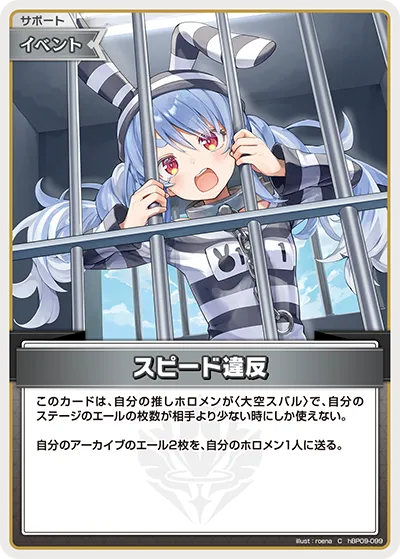 サポート
イベント
スピード違反
このカードは、自分の推しホロメンが〈大空スバル〉で、自分の
ステージのエールの枚数が相手より少ない時にしか使えない。
自分のアーカイブのエール2枚を、自分のホロメン1人に送る。
illust : roena C hBP09-099